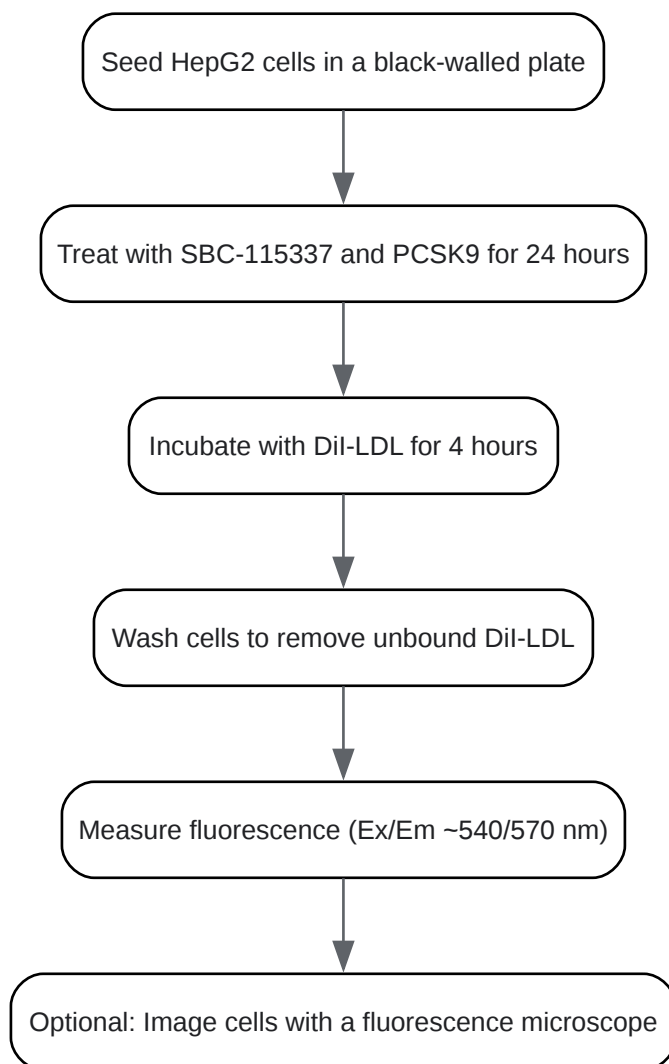 Seed HepG2 cells in a black-walled plate
Treat with SBC-115337 and PCSK9 for 24 hours
Incubate with DiI-LDL for 4 hours
Wash cells to remove unbound DiI-LDL
Measure fluorescence (Ex/Em ~540/570 nm)
Optional: Image cells with a fluorescence microscope